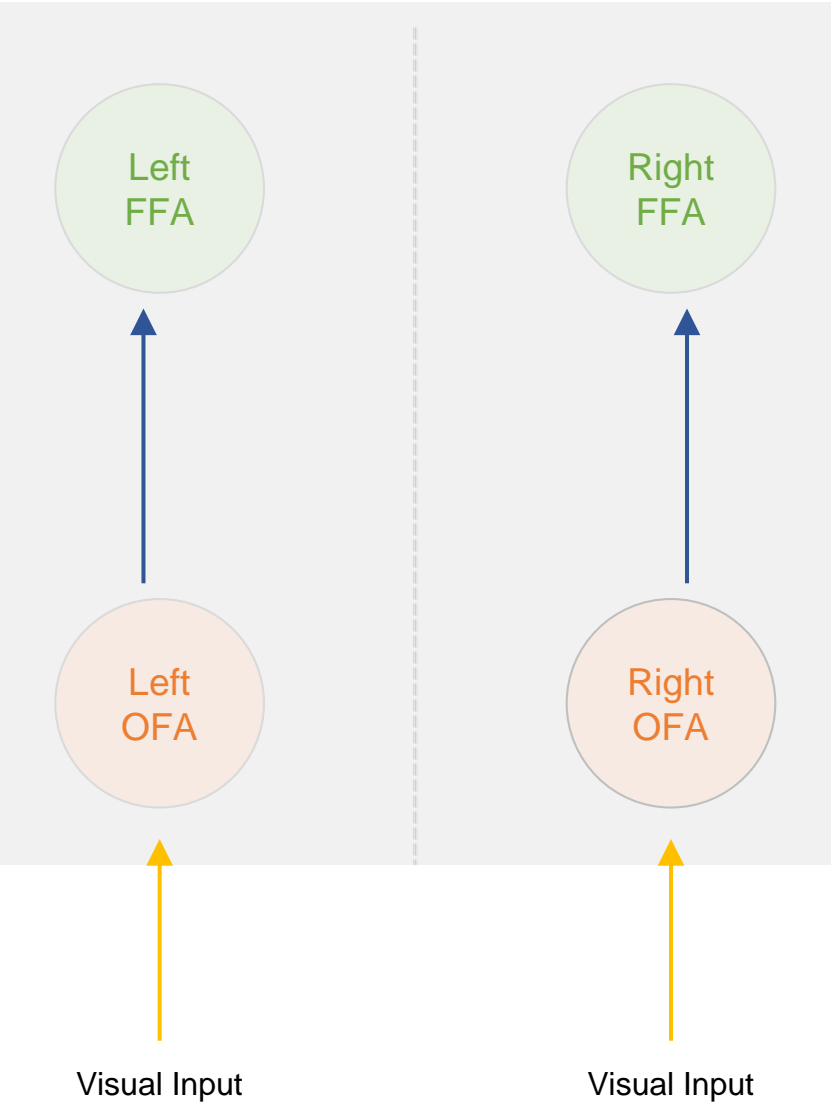 Left
FFA
Right
FFA
Left
OFA
Right
OFA
Visual Input
Visual Input